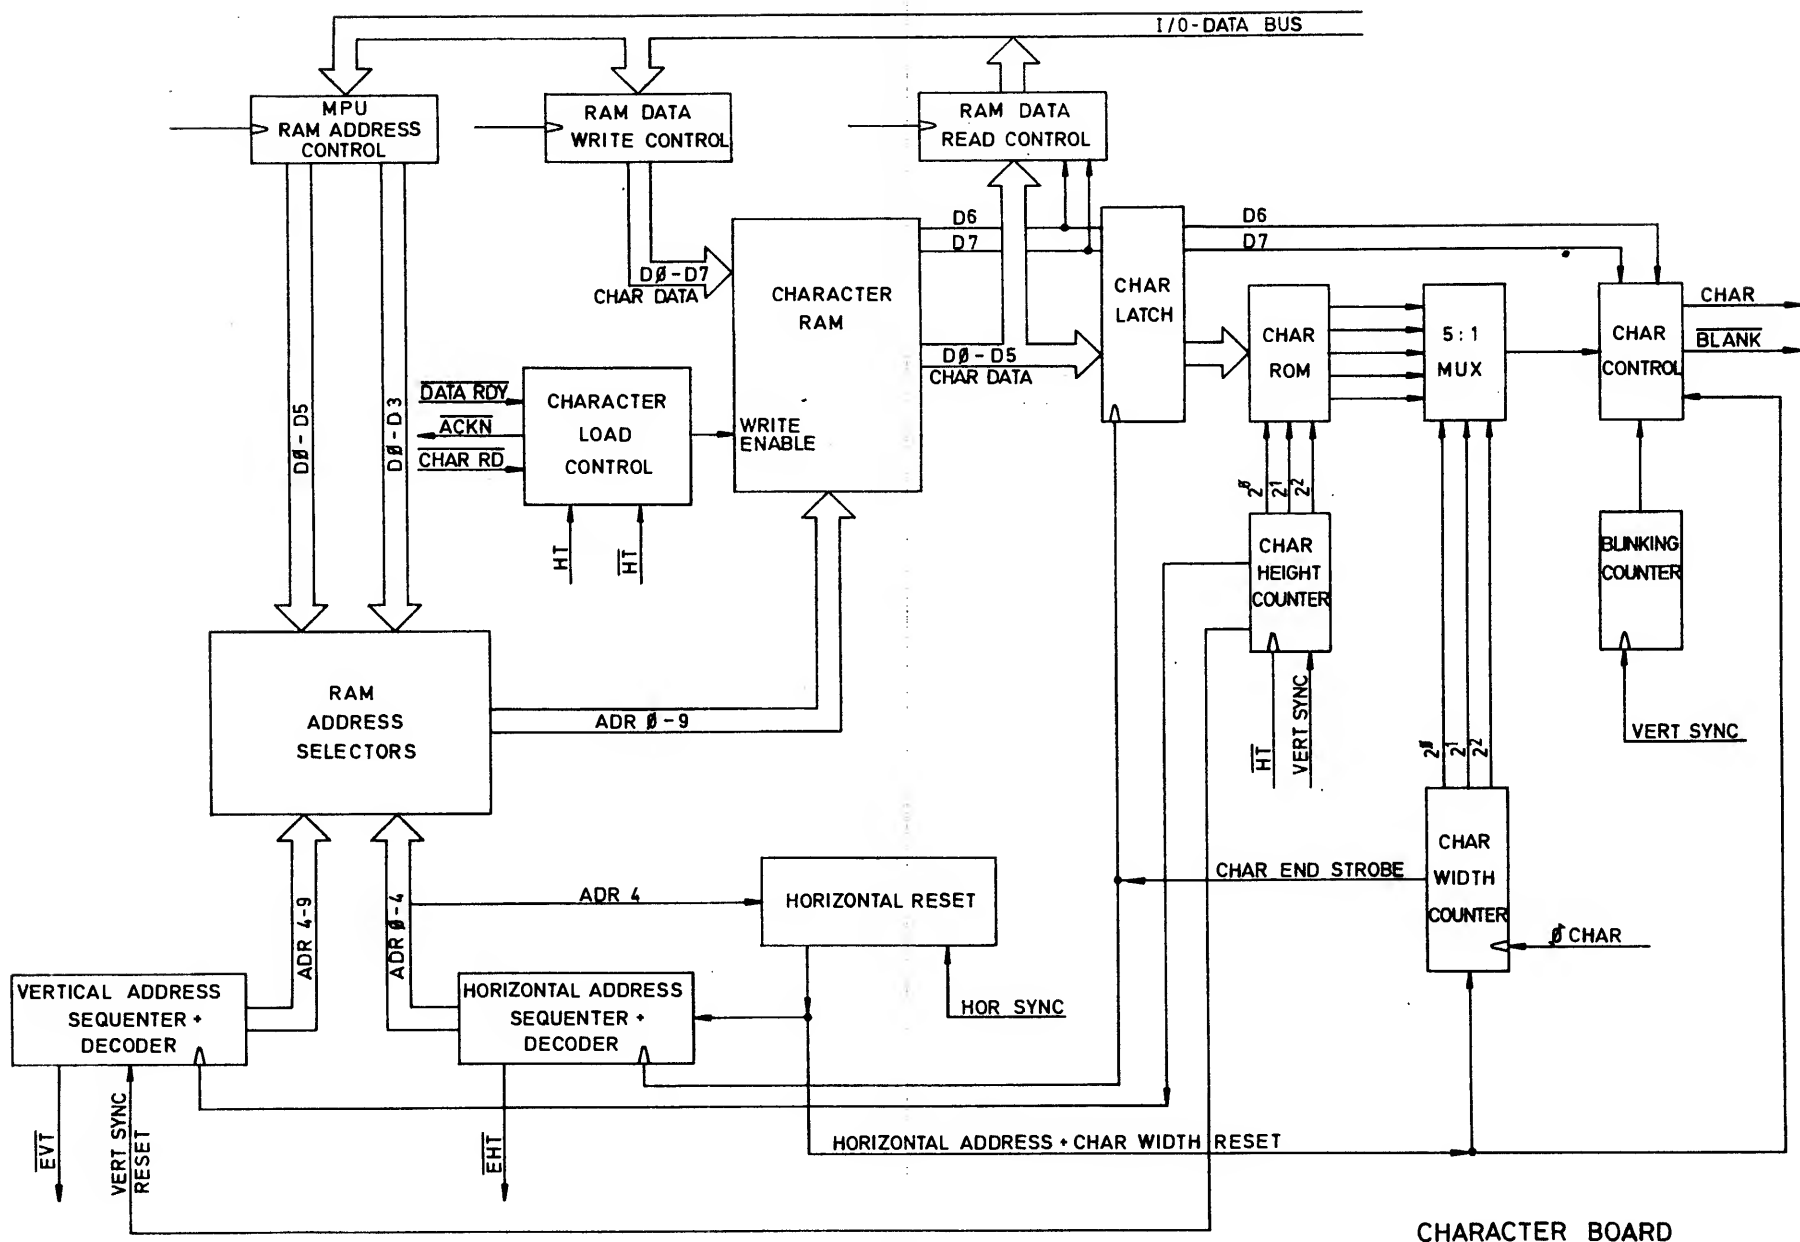 I/O-DATA BUS
MPU
RAM ADDRESS
CONTROL
RAM DATA
WRITE CONTROL
RAM DATA
READ CONTROL
D6
D7
D6
D7
DØ-D7
CHAR DATA
CHARACTER
RAM
WRITE
ENABLE
DØ-D5
CHAR DATA
CHAR
LATCH
CHAR
ROM
5:1
MUX
CHAR
CONTROL
CHAR
BLANK
DØ-D5
DØ-D3
DATA RDY
ACKN
CHAR RD
CHARACTER
LOAD
CONTROL
HT
HT
2Ø
2¹
2²
CHAR
HEIGHT
COUNTER
BLINKING
COUNTER
RAM
ADDRESS
SELECTORS
ADR Ø-9
HT
VERT SYNC
VERT SYNC
2Ø
2¹
2²
CHAR
WIDTH
COUNTER
CHAR END STROBE
Ø CHAR
ADR 4-9
ADR Ø-4
ADR 4
HORIZONTAL RESET
HOR SYNC
VERTICAL ADDRESS
SEQUENTER +
DECODER
HORIZONTAL ADDRESS
SEQUENTER +
DECODER
EVT
VERT SYNC
RESET
EHT
HORIZONTAL ADDRESS + CHAR WIDTH RESET
CHARACTER BOARD